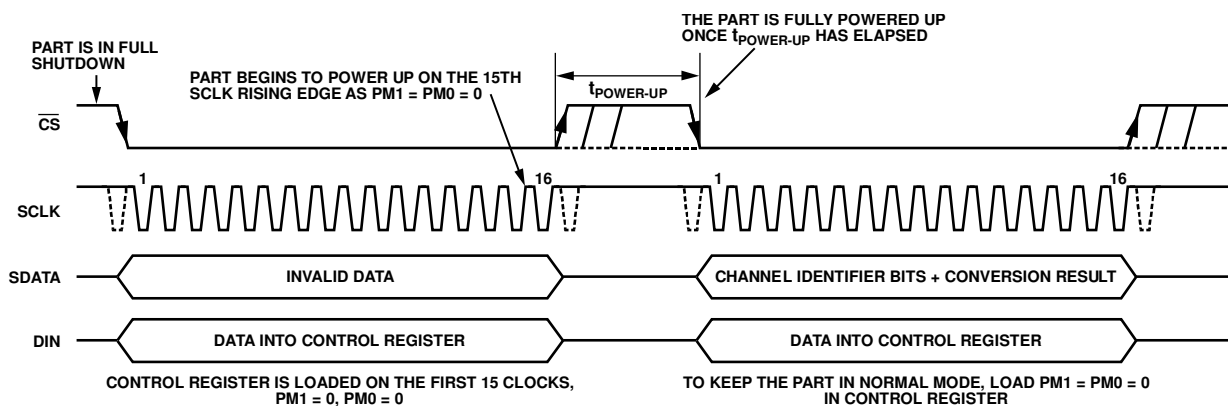 THE PART IS FULLY POWERED UP
ONCE tPOWER-UP HAS ELAPSED
PART IS IN FULL
SHUTDOWN
PART BEGINS TO POWER UP ON THE 15TH
SCLK RISING EDGE AS PM1 = PM0 = 0
tPOWER-UP
CS
1
16
1
16
SCLK
SDATA
INVALID DATA
CHANNEL IDENTIFIER BITS + CONVERSION RESULT
DIN
DATA INTO CONTROL REGISTER
DATA INTO CONTROL REGISTER
CONTROL REGISTER IS LOADED ON THE FIRST 15 CLOCKS,
PM1 = 0, PM0 = 0
TO KEEP THE PART IN NORMAL MODE, LOAD PM1 = PM0 = 0
IN CONTROL REGISTER